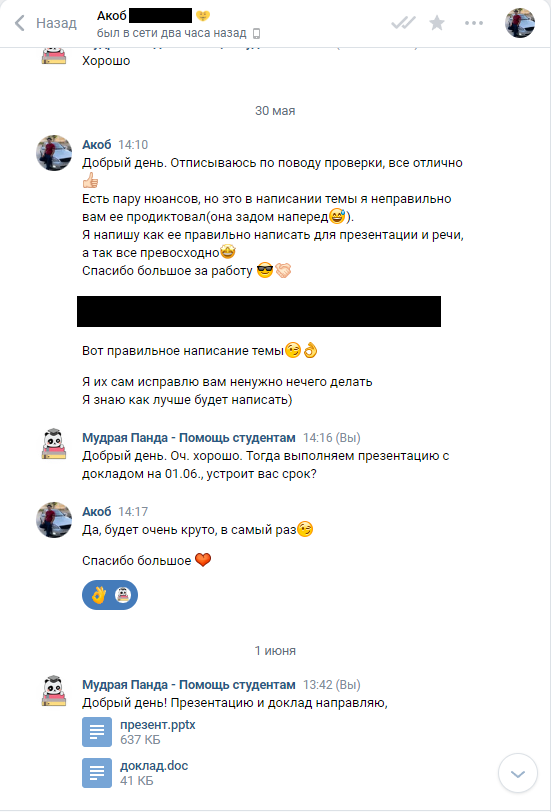 Назад
Акоб
был в сети два часа назад
Хорошо
30 мая
Акоб 14:10
Добрый день. Отписываюсь по поводу проверки, все отлично
👍🏻
Есть пару нюансов, но это в написании темы я неправильно
вам ее продиктовал(она задом наперед😅).
Я напишу как ее правильно написать для презентации и речи,
а так все превосходно🤩
Спасибо большое за работу 😎🤝🏻
Вот правильное написание темы😉👌
Я их сам исправлю вам ненужно нечего делать
Я знаю как лучше будет написать)
Мудрая Панда - Помощь студентам 14:16 (Вы)
Добрый день. Оч. хорошо. Тогда выполняем презентацию с
докладом на 01.06., устроит вас срок?
Акоб 14:17
Да, будет очень круто, в самый раз😉
Спасибо большое ❤
1 июня
Мудрая Панда - Помощь студентам 13:42 (Вы)
Добрый день! Презентацию и доклад направляю,
презент.pptx
637 КБ
доклад.doc
41 КБ